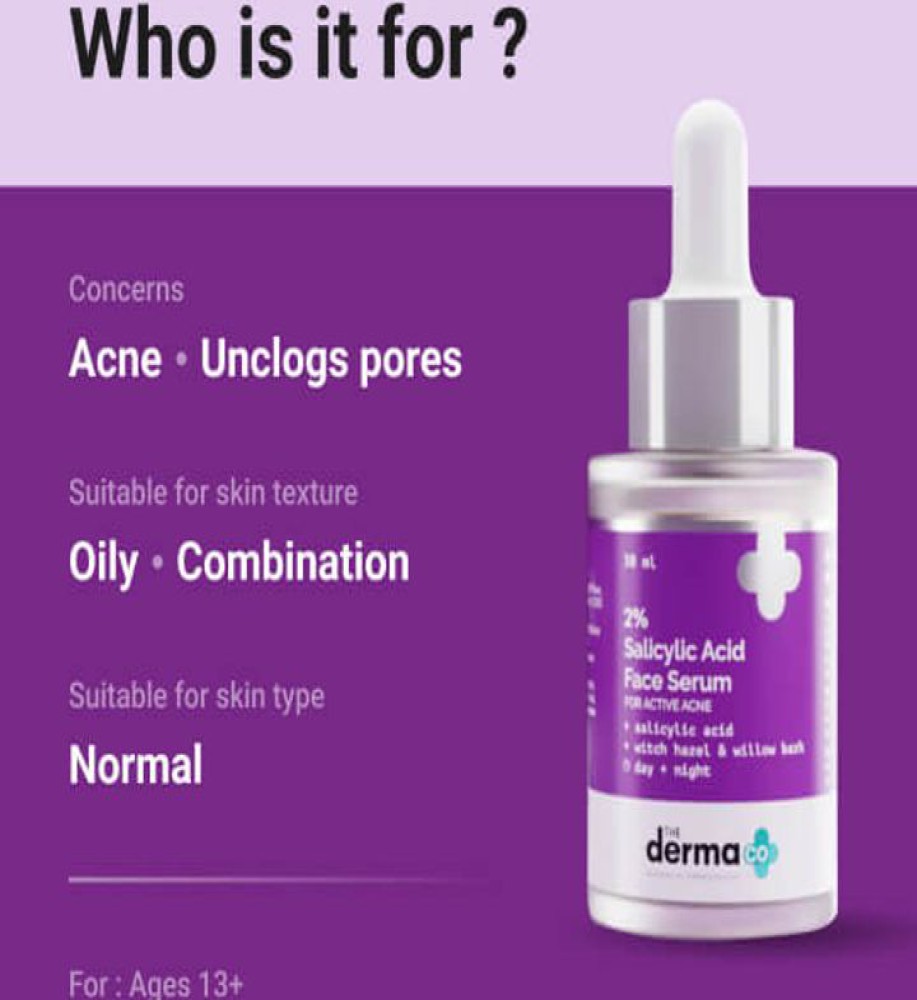 Who is it for ?
Concerns
Acne • Unclogs pores
Suitable for skin texture
Oily • Combination
Suitable for skin type
Normal
For : Ages 13+
30 ml
2%
Salicylic Acid
Face Serum
FOR ACTIVE ACNE
+ salicylic acid
+ witch hazel & willow bark
day + night
THE
derma co